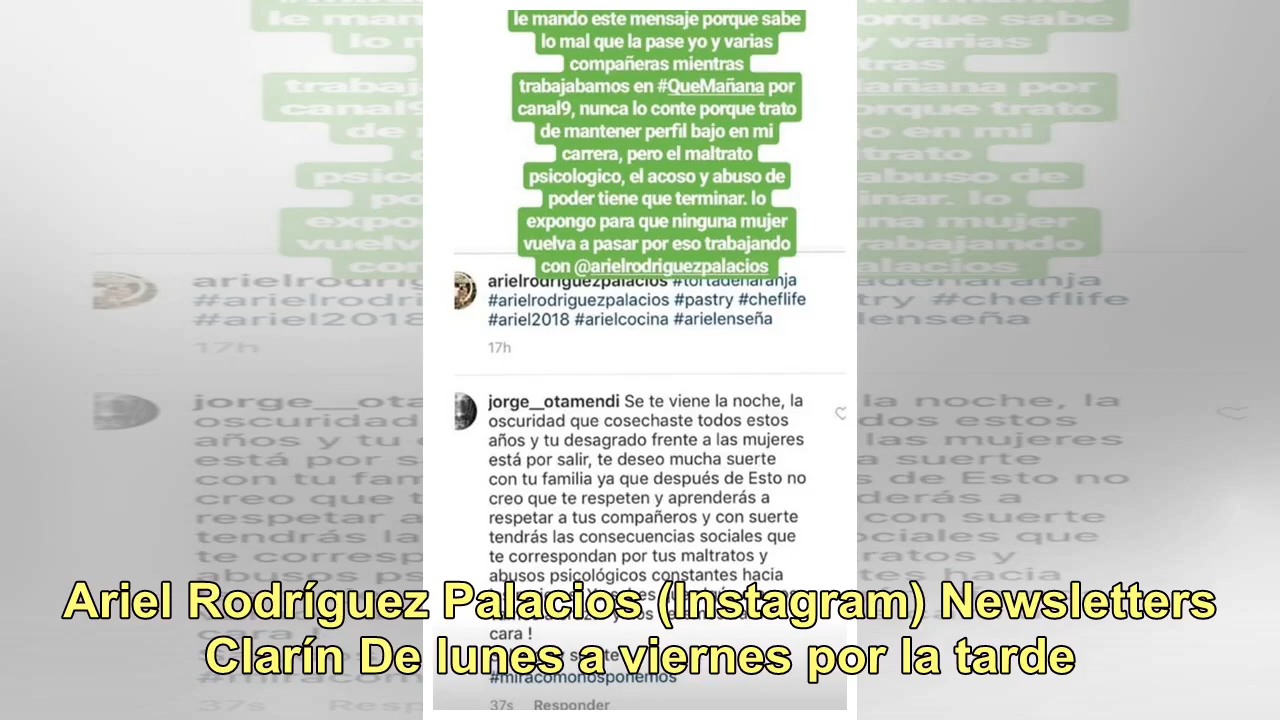 le mando este mensaje porque sabe
lo mal que la pase yo y varias
compañeras mientras
trabajabamos en #QueMañana por
canal9, nunca lo conte porque trato
de mantener perfil bajo en mi
carrera, pero el maltrato
psicologico, el acoso y abuso de
poder tiene que terminar. lo
expongo para que ninguna mujer
vuelva a pasar por eso trabajando
con @arielrodriguezpalacios
arielrodriguezpalacios #tortadenaranja
#arielrodriguezpalacios #pastry #cheflife
#ariel2018 #arielcocina #arielenseña
17h
jorge__otamendi Se te viene la noche, la
oscuridad que cosechaste todos estos
años y tu desagrado frente a las mujeres
está por salir, te deseo mucha suerte
con tu familia ya que después de Esto no
creo que te respeten y aprenderás a
respetar a tus compañeros y con suerte
tendrás las consecuencias sociales que
te correspondan por tus maltratos y
abusos psicológicos constantes hacia
Ariel Rodríguez Palacios (Instagram) Newsletters
cara !
Clarín De lunes a viernes por la tarde
#miracomonosponemos
37s Responder